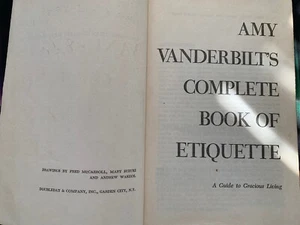 DRAWINGS BY FRED McCARROLL, MARY SUZUKI
AND ANDREW WARHOL
DOUBLEDAY & COMPANY, INC., GARDEN CITY, N.Y.
AMY
VANDERBILT'S
COMPLETE
BOOK OF
ETIQUETTE
A Guide to Gracious Living